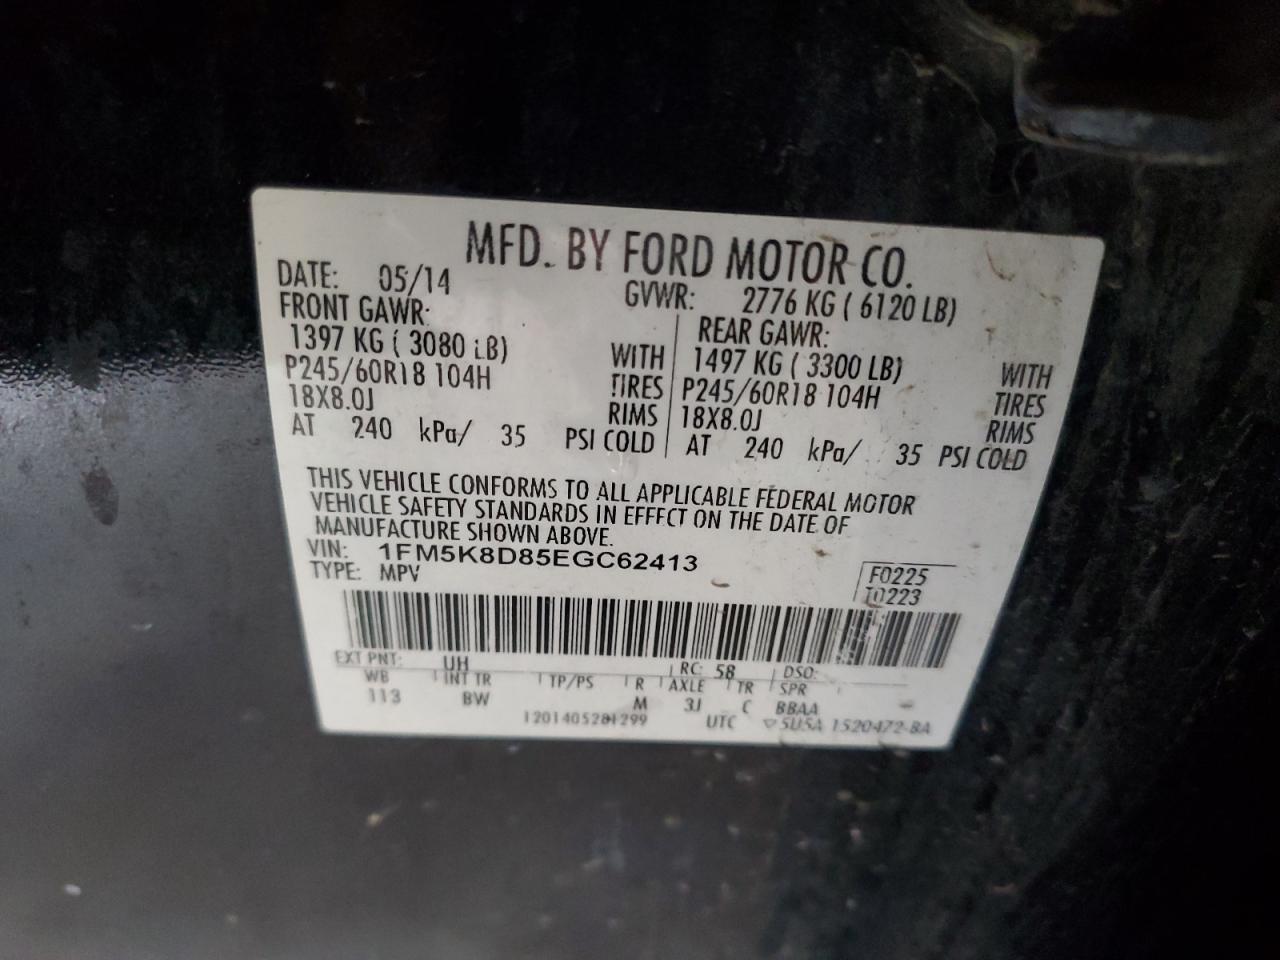 MFD. BY FORD MOTOR CO.
DATE: 05/14 GVWR: 2776 KG ( 6120 LB)
FRONT GAWR: REAR GAWR:
1397 KG ( 3080 LB) WITH 1497 KG ( 3300 LB) WITH
P245/60R18 104H TIRES P245/60R18 104H TIRES
18X8.0J RIMS 18X8.0J RIMS
AT 240 kPa/ 35 PSI COLD AT 240 kPa/ 35 PSI COLD
THIS VEHICLE CONFORMS TO ALL APPLICABLE FEDERAL MOTOR
VEHICLE SAFETY STANDARDS IN EFFECT ON THE DATE OF
MANUFACTURE SHOWN ABOVE.
VIN: 1FM5K8D85EGC62413
TYPE: MPV F0225
T0223
EXT PNT: UH RC: 58 DSO:
WB INT TR TP/PS R AXLE TR SPR
113 BW M 3J C BBAA
1201405281299 UTC ▽5U5A 1520472-BA